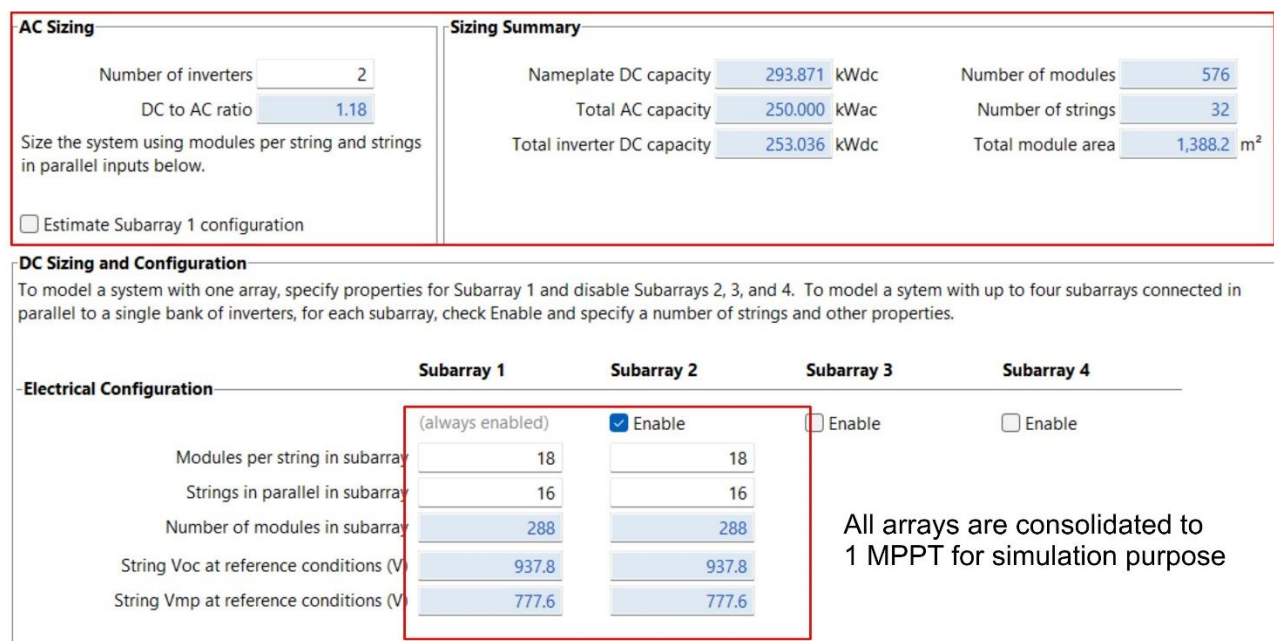 AC Sizing
Number of inverters 2
DC to AC ratio 1.18
Size the system using modules per string and strings
in parallel inputs below.
Estimate Subarray 1 configuration
Sizing Summary
Nameplate DC capacity 293.871 kWdc Number of modules 576
Total AC capacity 250.000 kWac Number of strings 32
Total inverter DC capacity 253.036 kWdc Total module area 1,388.2 m²
DC Sizing and Configuration
To model a system with one array, specify properties for Subarray 1 and disable Subarrays 2, 3, and 4. To model a sytem with up to four subarrays connected in
parallel to a single bank of inverters, for each subarray, check Enable and specify a number of strings and other properties.
Subarray 1 Subarray 2 Subarray 3 Subarray 4
Electrical Configuration
(always enabled) Enable Enable Enable
Modules per string in subarray 18 18
Strings in parallel in subarray 16 16
Number of modules in subarray 288 288
String Voc at reference conditions (V) 937.8 937.8
String Vmp at reference conditions (V) 777.6 777.6
All arrays are consolidated to
1 MPPT for simulation purpose